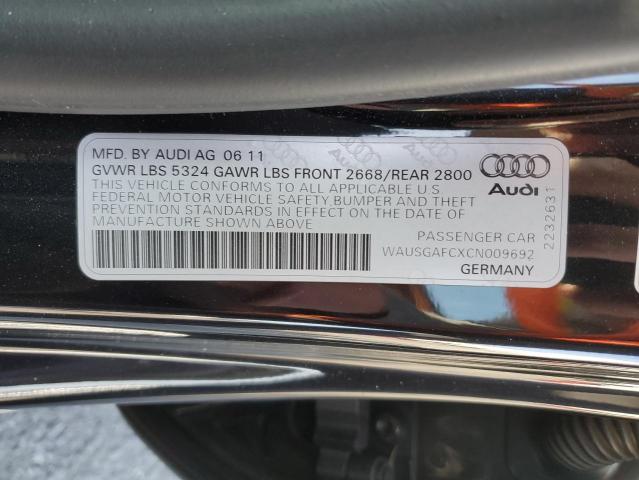 MFD. BY AUDI AG 06 11
GVWR LBS 5324 GAWR LBS FRONT 2668/REAR 2800
THIS VEHICLE CONFORMS TO ALL APPLICABLE U.S
FEDERAL MOTOR VEHICLE SAFETY,BUMPER AND THEFT
PREVENTION STANDARDS IN EFFECT ON THE DATE OF
MANUFACTURE SHOWN ABOVE
Audi
2232631
PASSENGER CAR
WAUSGAFCXCN009692
GERMANY